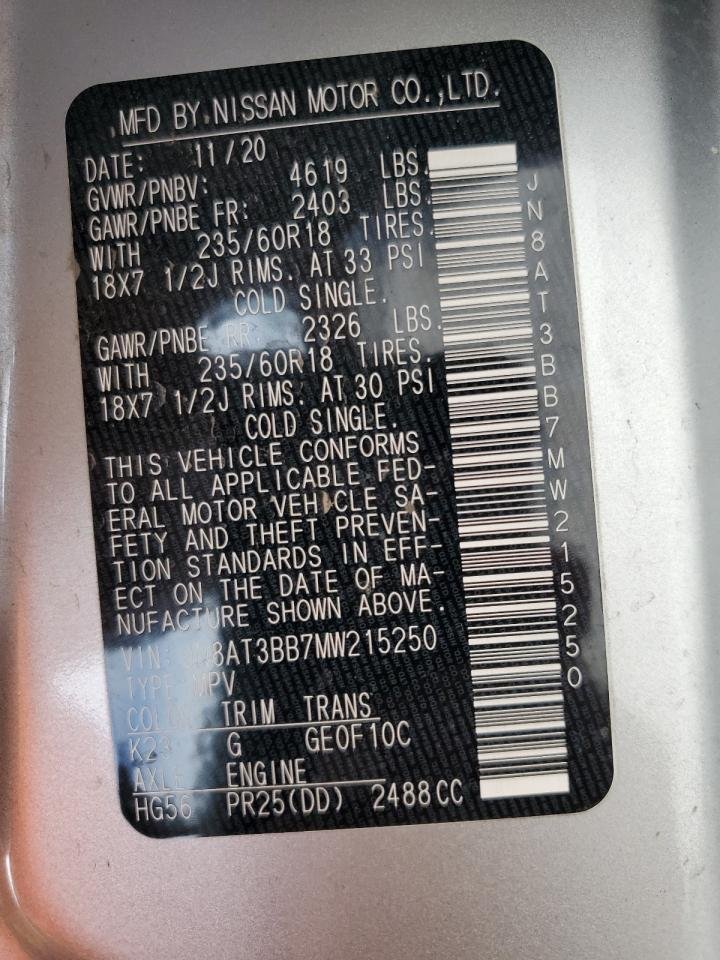 MFD BY NISSAN MOTOR CO.,LTD.
DATE: 11/20
GVWR/PNBV: 4619 LBS.
GAWR/PNBE FR: 2403 LBS.
WITH 235/60R18 TIRES.
18X7 1/2J RIMS. AT 33 PSI
COLD SINGLE.
GAWR/PNBE RR: 2326 LBS.
WITH 235/60R18 TIRES.
18X7 1/2J RIMS. AT 30 PSI
COLD SINGLE.
THIS VEHICLE CONFORMS
TO ALL APPLICABLE FED-
ERAL MOTOR VEHICLE SA-
FETY AND THEFT PREVEN-
TION STANDARDS IN EFF-
ECT ON THE DATE OF MA-
NUFACTURE SHOWN ABOVE.
VIN: JN8AT3BB7MW215250
TYPE MPV
COLOR TRIM TRANS
G GE0F10C
AXLE ENGINE
HG56 PR25(DD) 2488CC
JN8AT3BB7MW215250